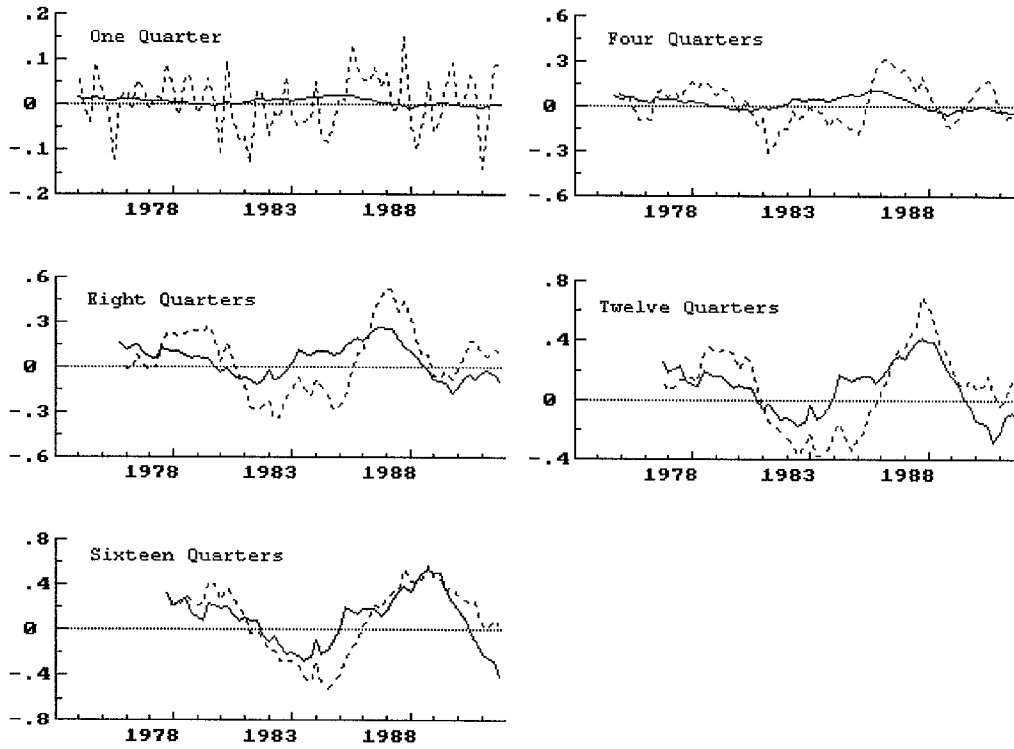 One Quarter
.2
.1
0
-.1
-.2
1978 1983 1988
Four Quarters
.6
.3
0
-.3
-.6
1978 1983 1988
Eight Quarters
.6
.3
0
-.3
-.6
1978 1983 1988
Twelve Quarters
.8
.4
0
-.4
1978 1983 1988
Sixteen Quarters
.8
.4
0
-.4
-.8
1978 1983 1988